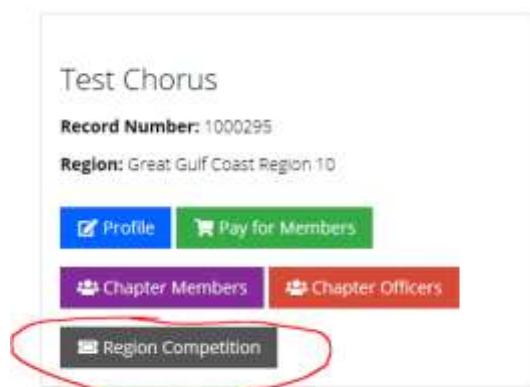 Test Chorus
Record Number: 1000295
Region: Great Gulf Coast Region 10
Profile Pay for Members
Chapter Members Chapter Officers
Region Competition